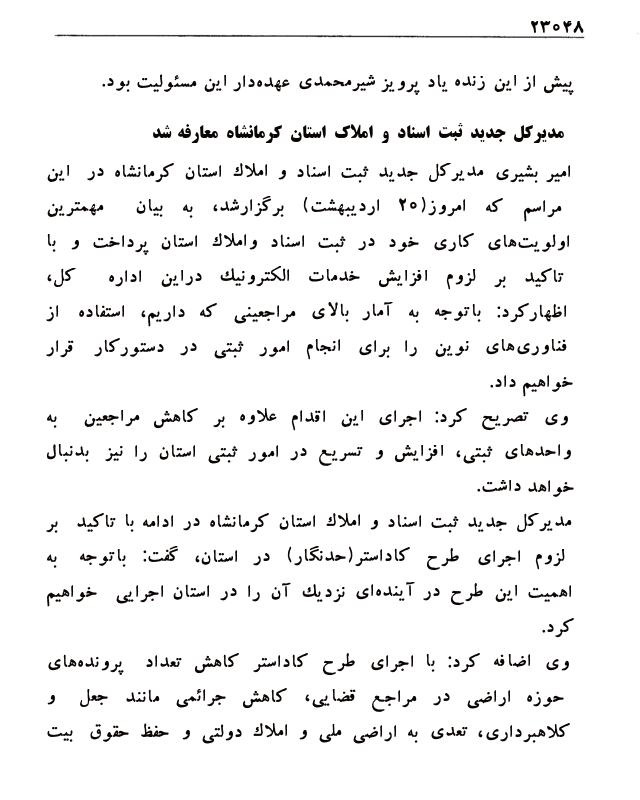 ۲۳۰۴۸
پیش از این زنده یاد پرویز شیرمحمدی عهده‌دار این مسئولیت بود.
مدیرکل جدید ثبت اسناد و املاک استان کرمانشاه معارفه شد
امیر بشیری مدیرکل جدید ثبت اسناد و املاك استان کرمانشاه در این
مراسم که امروز(۲۰ اردیبهشت) برگزارشد، به بیان مهمترین
اولویت‌های کاری خود در ثبت اسناد واملاك استان پرداخت و با
تاکید بر لزوم افزایش خدمات الکترونیك دراین اداره کل،
اظهارکرد: باتوجه به آمار بالای مراجعینی که داریم، استفاده از
فناوری‌های نوین را برای انجام امور ثبتی در دستورکار قرار
خواهیم داد.
وی تصریح کرد: اجرای این اقدام علاوه بر کاهش مراجعین به
واحدهای ثبتی، افزایش و تسریع در امور ثبتی استان را نیز بدنبال
خواهد داشت.
مدیرکل جدید ثبت اسناد و املاك استان کرمانشاه در ادامه با تاکید بر
لزوم اجرای طرح کاداستر(حدنگار) در استان، گفت: باتوجه به
اهمیت این طرح در آینده‌ای نزدیك آن را در استان اجرایی خواهیم
کرد.
وی اضافه کرد: با اجرای طرح کاداستر کاهش تعداد پرونده‌های
حوزه اراضی در مراجع قضایی، کاهش جرائمی مانند جعل و
کلاهبرداری، تعدی به اراضی ملی و املاك دولتی و حفظ حقوق بیت